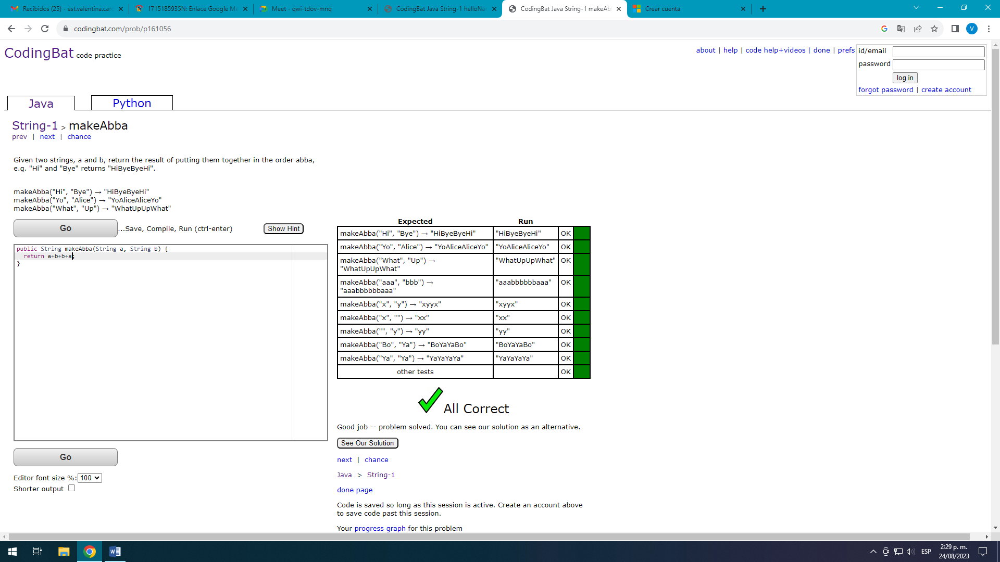 Recibidos (25) - est.valentina.car
1715185935N: Enlace Google Me
Meet - qwi-tdov-mnq
CodingBat Java String-1 helloNa
CodingBat Java String-1 makeAb
Crear cuenta
codingbat.com/prob/p161056
V
CodingBat code practice
about | help | code help+videos | done | prefs
id/email
password
log in
forgot password | create account
Java
Python
String-1 > makeAbba
prev | next | chance
Given two strings, a and b, return the result of putting them together in the order abba,
e.g. "Hi" and "Bye" returns "HiByeByeHi".
makeAbba("Hi", "Bye") → "HiByeByeHi"
makeAbba("Yo", "Alice") → "YoAliceAliceYo"
makeAbba("What", "Up") → "WhatUpUpWhat"
Go ...Save, Compile, Run (ctrl-enter) Show Hint
public String makeAbba(String a, String b) {
return a+b+b+a;
}
Go
Editor font size %: 100
Shorter output
Expected Run
makeAbba("Hi", "Bye") → "HiByeByeHi" "HiByeByeHi" OK
makeAbba("Yo", "Alice") → "YoAliceAliceYo" "YoAliceAliceYo" OK
makeAbba("What", "Up") → "WhatUpUpWhat" OK
"WhatUpUpWhat"
makeAbba("aaa", "bbb") → "aaabbbbbbaaa" OK
"aaabbbbbbaaa"
makeAbba("x", "y") → "xyyx" "xyyx" OK
makeAbba("x", "") → "xx" "xx" OK
makeAbba("", "y") → "yy" "yy" OK
makeAbba("Bo", "Ya") → "BoYaYaBo" "BoYaYaBo" OK
makeAbba("Ya", "Ya") → "YaYaYaYa" "YaYaYaYa" OK
other tests OK
All Correct
Good job -- problem solved. You can see our solution as an alternative.
See Our Solution
next | chance
Java > String-1
done page
Code is saved so long as this session is active. Create an account above
to save code past this session.
Your progress graph for this problem
ESP
2:29 p. m.
24/08/2023